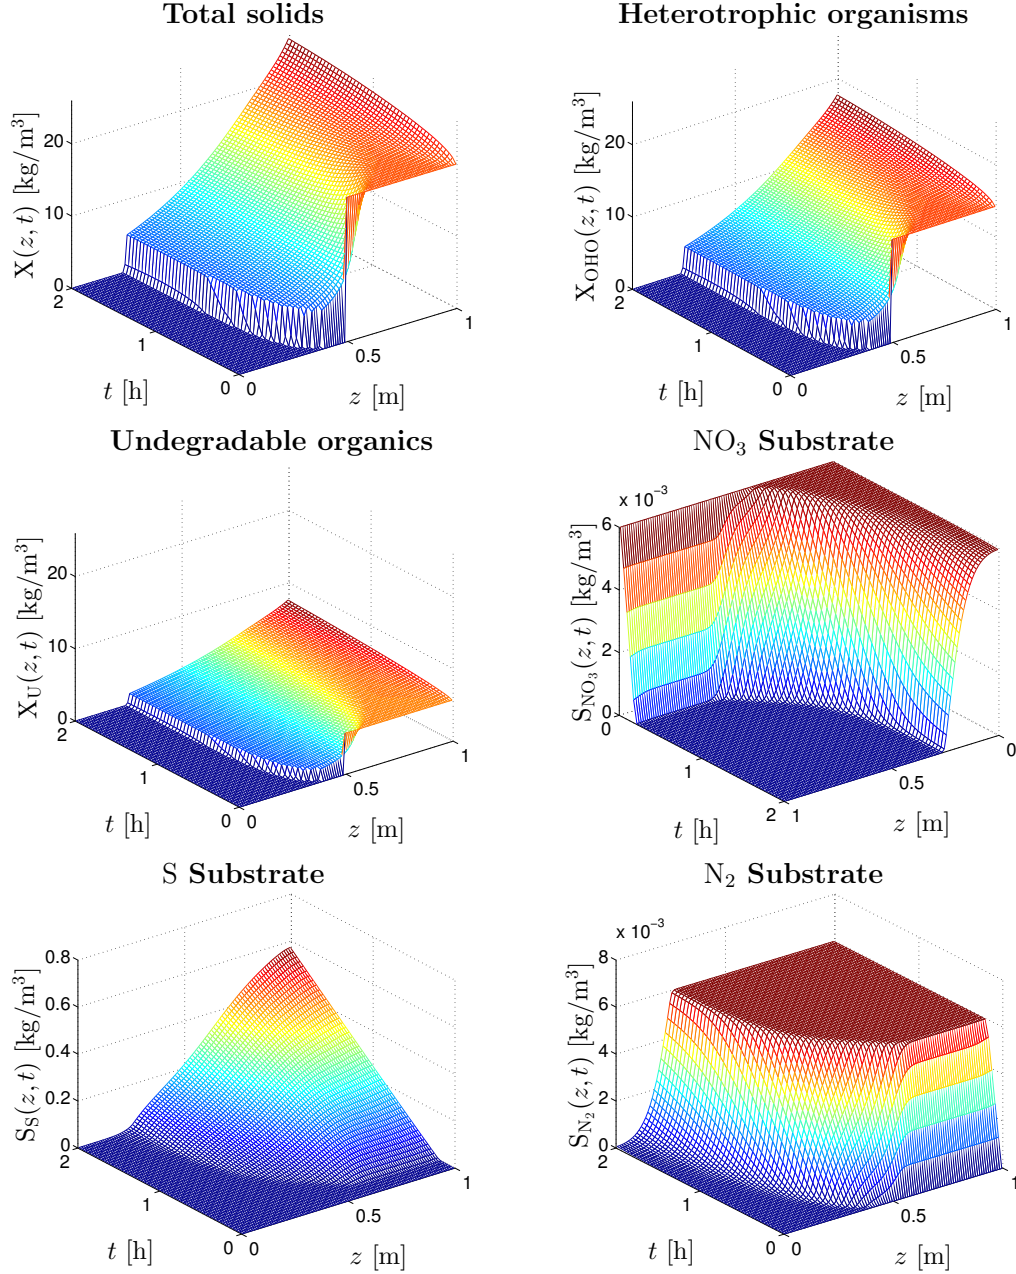 Total solids
X(z, t) [kg/m³]
20
10
0
2
1
0
t [h]
0
0.5
1
z [m]
Heterotrophic organisms
X_OHO(z, t) [kg/m³]
20
10
0
2
1
0
t [h]
0
0.5
1
z [m]
Undegradable organics
X_U(z, t) [kg/m³]
20
10
0
2
1
0
t [h]
0
0.5
1
z [m]
NO₃ Substrate
x 10⁻³
S_NO₃(z, t) [kg/m³]
6
4
2
0
0
1
2
t [h]
1
0.5
0
z [m]
S Substrate
S_S(z, t) [kg/m³]
0.8
0.6
0.4
0.2
0
2
1
0
t [h]
0
0.5
1
z [m]
N₂ Substrate
x 10⁻³
S_N₂(z, t) [kg/m³]
8
6
4
2
0
2
1
0
t [h]
0
0.5
1
z [m]